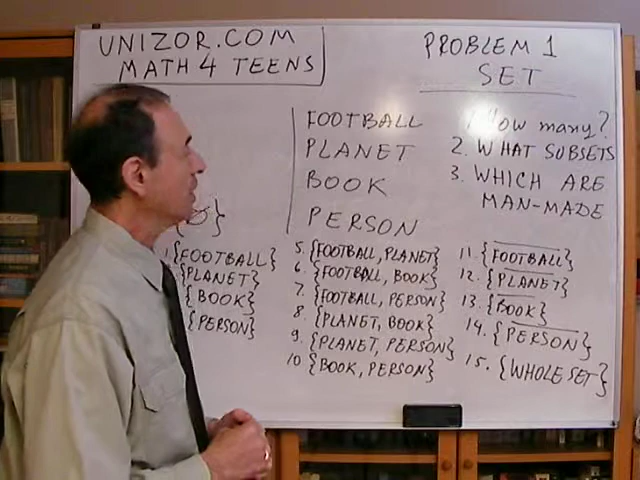 UNIZOR.COM
MATH 4 TEENS
PROBLEM 1
SET
FOOTBALL
PLANET
BOOK
PERSON
How many?
2. WHAT SUBSETS
3. WHICH ARE
MAN-MADE
{Ø}
{FOOTBALL}
{PLANET}
{BOOK}
{PERSON}
5. {FOOTBALL, PLANET}
6. {FOOTBALL, BOOK}
7. {FOOTBALL, PERSON}
8. {PLANET, BOOK}
9. {PLANET, PERSON}
10. {BOOK, PERSON}
11. {FOOTBALL}
12. {PLANET}
13. {BOOK}
14. {PERSON}
15. {WHOLE SET}